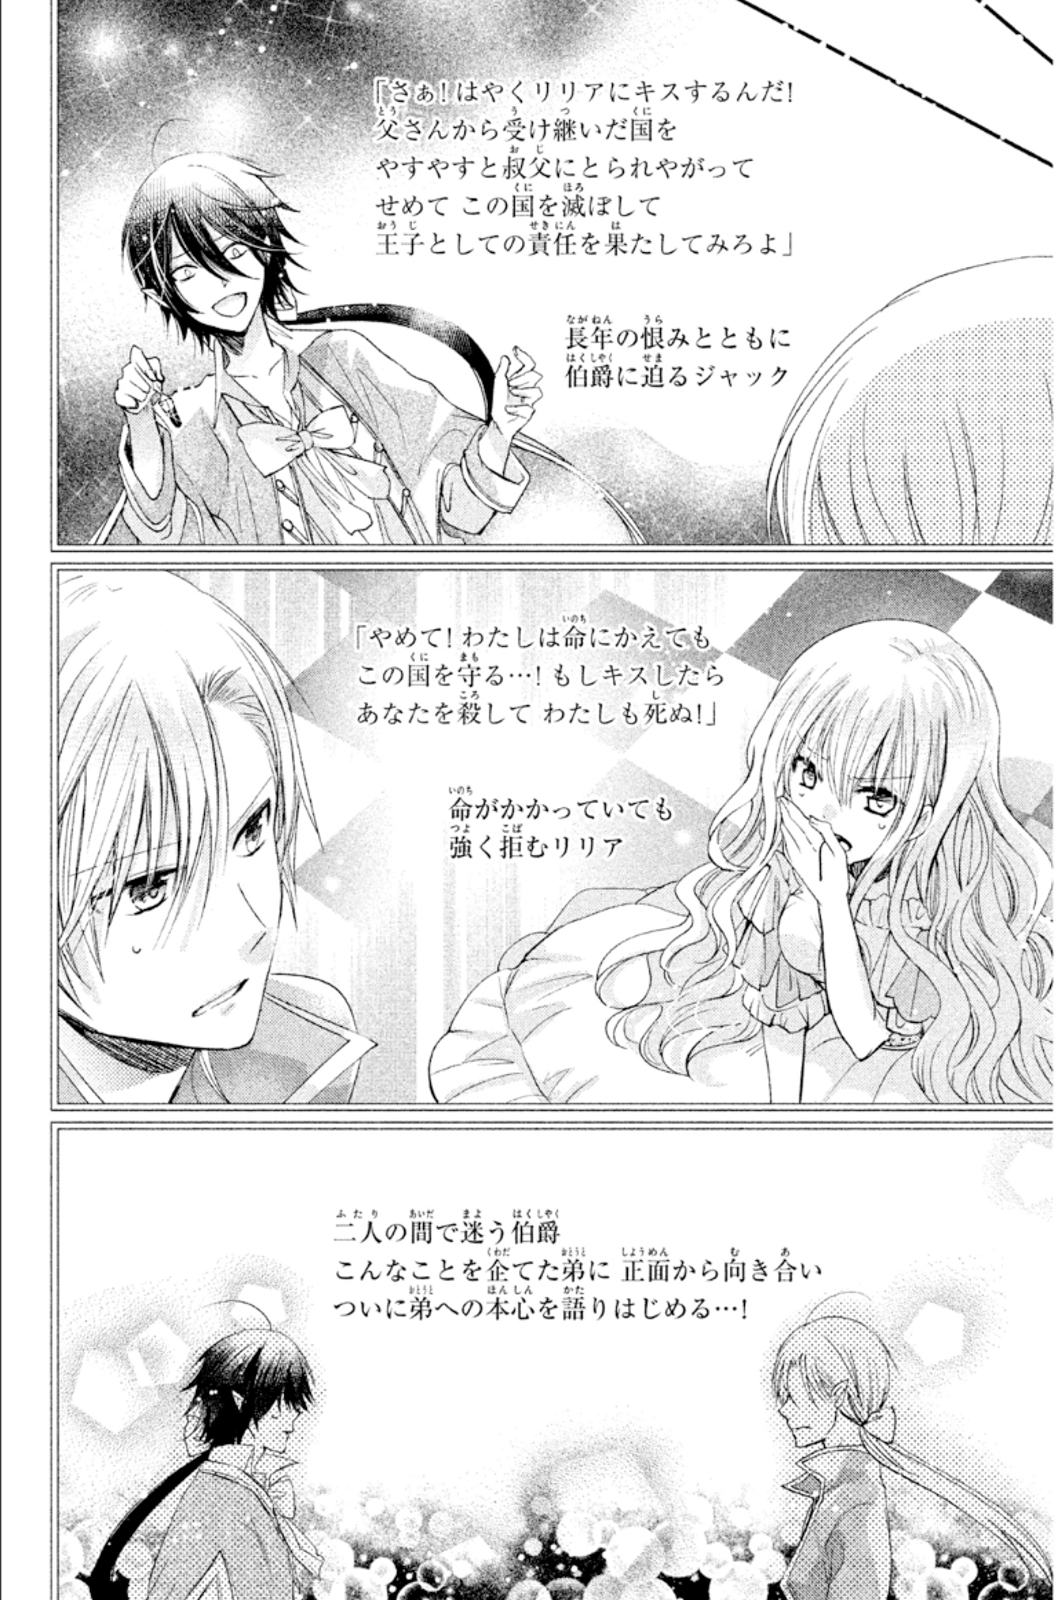 「さぁ！はやくリリアにキスするんだ！
父さんから受け継いだ国を
やすやすと叔父にとられやがって
せめて この国を滅ぼして
王子としての責任を果たしてみろよ」
長年の恨みとともに
伯爵に迫るジャック
「やめて！わたしは命にかえても
この国を守る…！もしキスしたら
あなたを殺して わたしも死ぬ！」
命がかかっていても
強く拒むリリア
二人の間で迷う伯爵
こんなことを企てた弟に 正面から向き合い
ついに弟への本心を語りはじめる…！